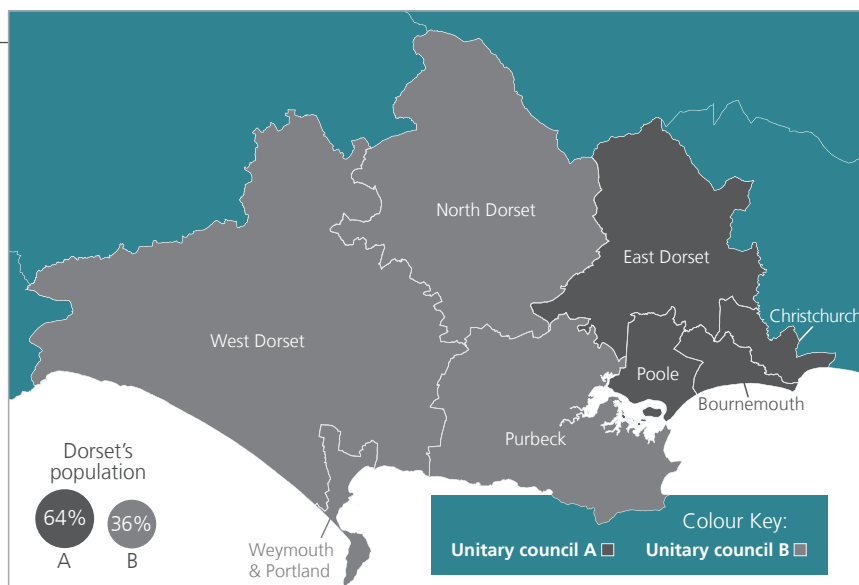 North Dorset
East Dorset
Christchurch
West Dorset
Poole
Bournemouth
Purbeck
Dorset's
population
64%
36%
A
B
Weymouth
& Portland
Colour Key:
Unitary council A
Unitary council B